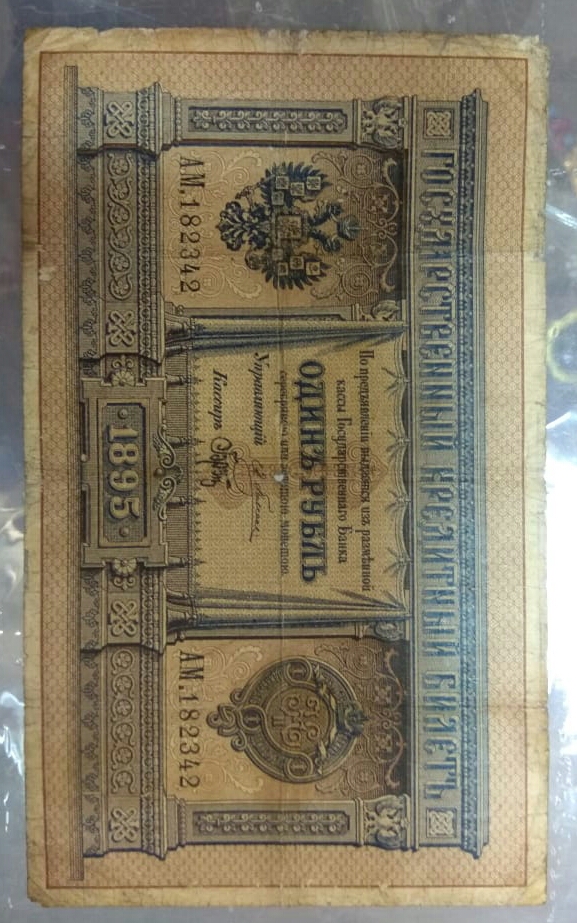 ГОСУДАРСТВЕННЫЙ КРЕДИТНЫЙ БИЛЕТЪ
АМ.182342
По предъявленіи выдается изъ размѣнной
кассы Государственнаго Банка
ОДИНЪ РУБЛЬ
серебряною или золотою монетою.
Управляющій
Кассиръ
АМ.182342
1895